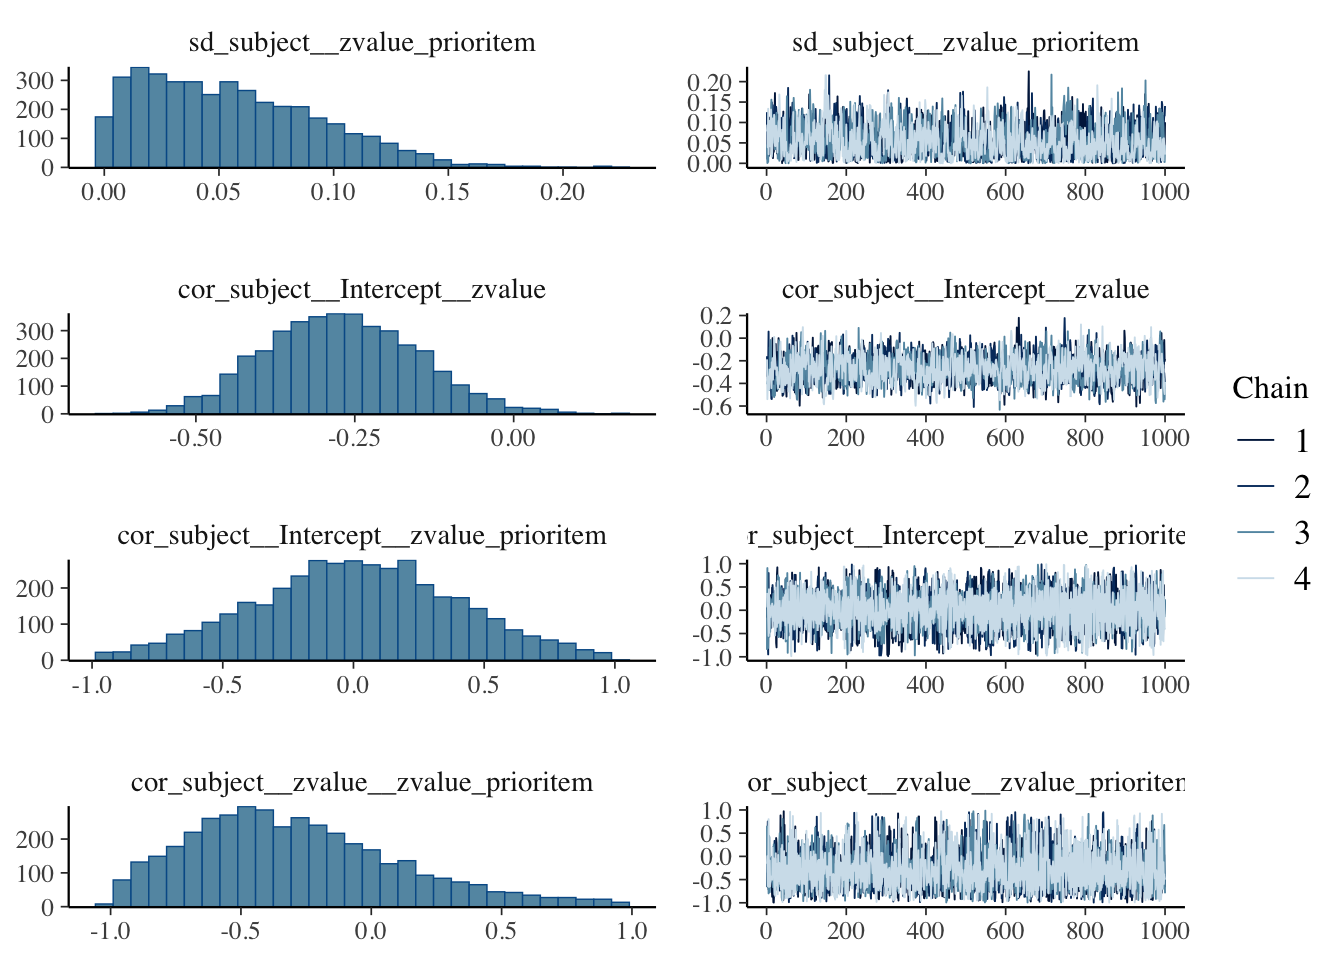 sd_subject__zvalue_prioritem
300
200
100
0
0.00 0.05 0.10 0.15 0.20
sd_subject__zvalue_prioritem
0.20
0.15
0.10
0.05
0.00
0 200 400 600 800 1000
cor_subject__Intercept__zvalue
300
200
100
0
-0.50 -0.25 0.00
cor_subject__Intercept__zvalue
0.2
0.0
-0.2
-0.4
-0.6
0 200 400 600 800 1000
cor_subject__Intercept__zvalue_prioritem
200
100
0
-1.0 -0.5 0.0 0.5 1.0
r_subject__Intercept__zvalue_priorite
1.0
0.5
0.0
-0.5
-1.0
0 200 400 600 800 1000
cor_subject__zvalue__zvalue_prioritem
200
100
0
-1.0 -0.5 0.0 0.5 1.0
or_subject__zvalue__zvalue_prioriten
1.0
0.5
0.0
-0.5
-1.0
0 200 400 600 800 1000
Chain
1
2
3
4